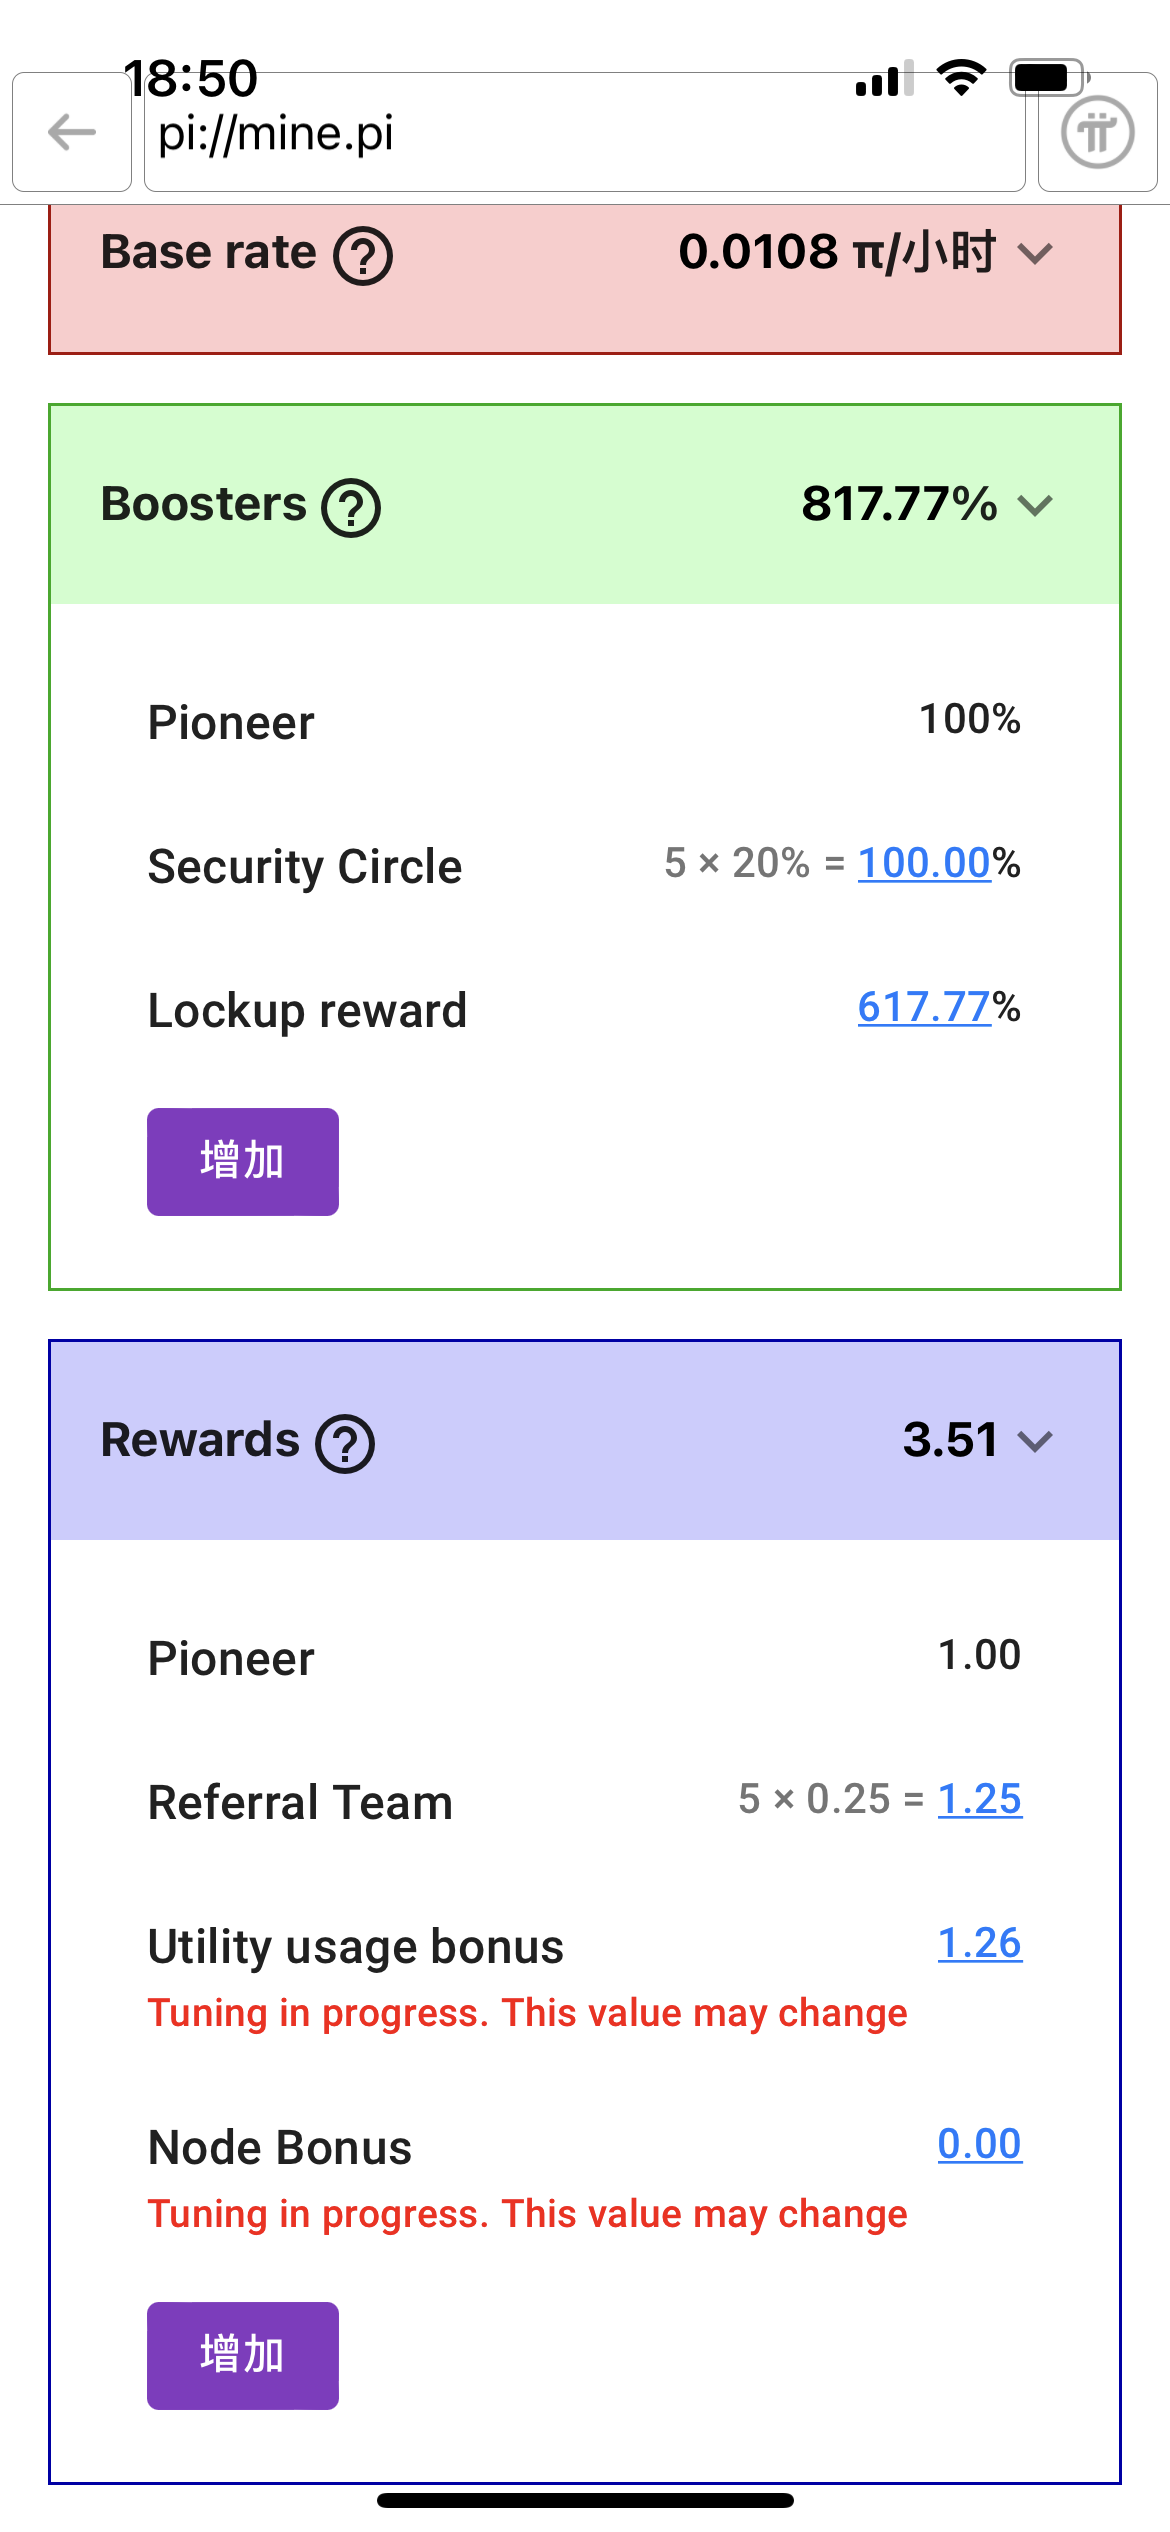 18:50
pi://mine.pi
Base rate ? 0.0108 π/小时
Boosters ? 817.77%
Pioneer 100%
Security Circle 5 × 20% = 100.00%
Lockup reward 617.77%
增加
Rewards ? 3.51
Pioneer 1.00
Referral Team 5 × 0.25 = 1.25
Utility usage bonus 1.26
Tuning in progress. This value may change
Node Bonus 0.00
Tuning in progress. This value may change
增加